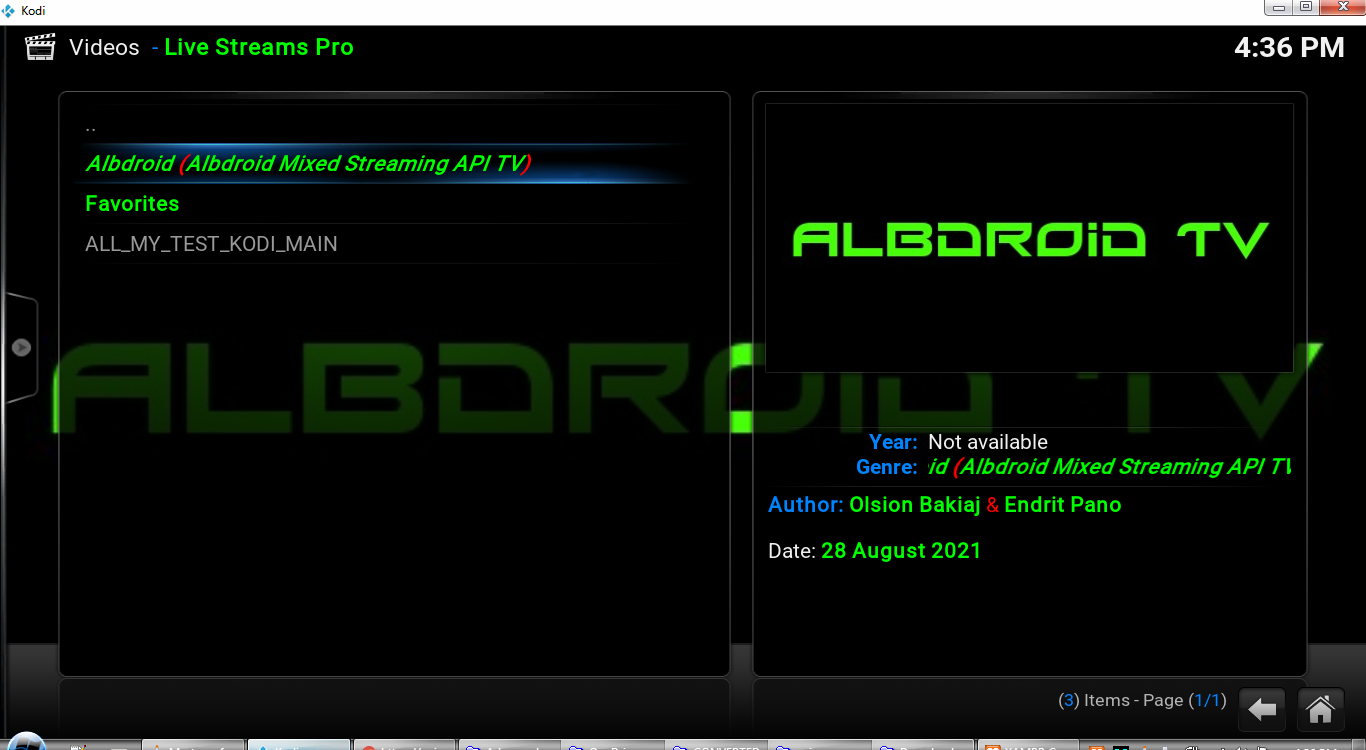 Kodi
Videos - Live Streams Pro
4:36 PM
..
Albdroid (Albdroid Mixed Streaming API TV)
Favorites
ALL_MY_TEST_KODI_MAIN
ALBDROiD TV
ALBDROiD TV
Year: Not available
Genre: id (Albdroid Mixed Streaming API TV
Author: Olsion Bakiaj & Endrit Pano
Date: 28 August 2021
(3) Items - Page (1/1)